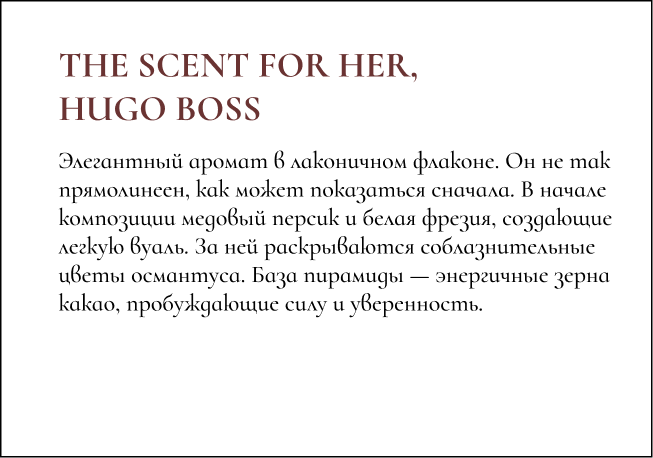 THE SCENT FOR HER,
HUGO BOSS
Элегантный аромат в лаконичном флаконе. Он не так
прямолинеен, как может показаться сначала. В начале
композиции медовый персик и белая фрезия, создающие
легкую вуаль. За ней раскрываются соблазнительные
цветы османтуса. База пирамиды — энергичные зерна
какао, пробуждающие силу и уверенность.